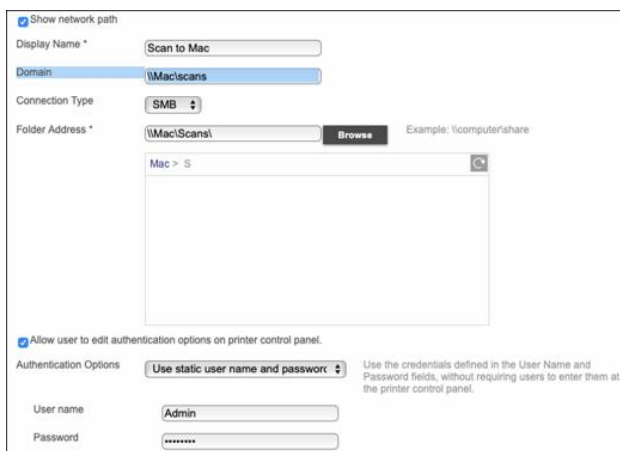 Show network path
Display Name * Scan to Mac
Domain \\Mac\scans
Connection Type SMB
Folder Address * \\Mac\Scans\ Browse Example: \\computer\share
Mac > S
Allow user to edit authentication options on printer control panel.
Authentication Options Use static user name and password Use the credentials defined in the User Name and
Password fields, without requiring users to enter them at
the printer control panel.
User name Admin
Password ••••••••